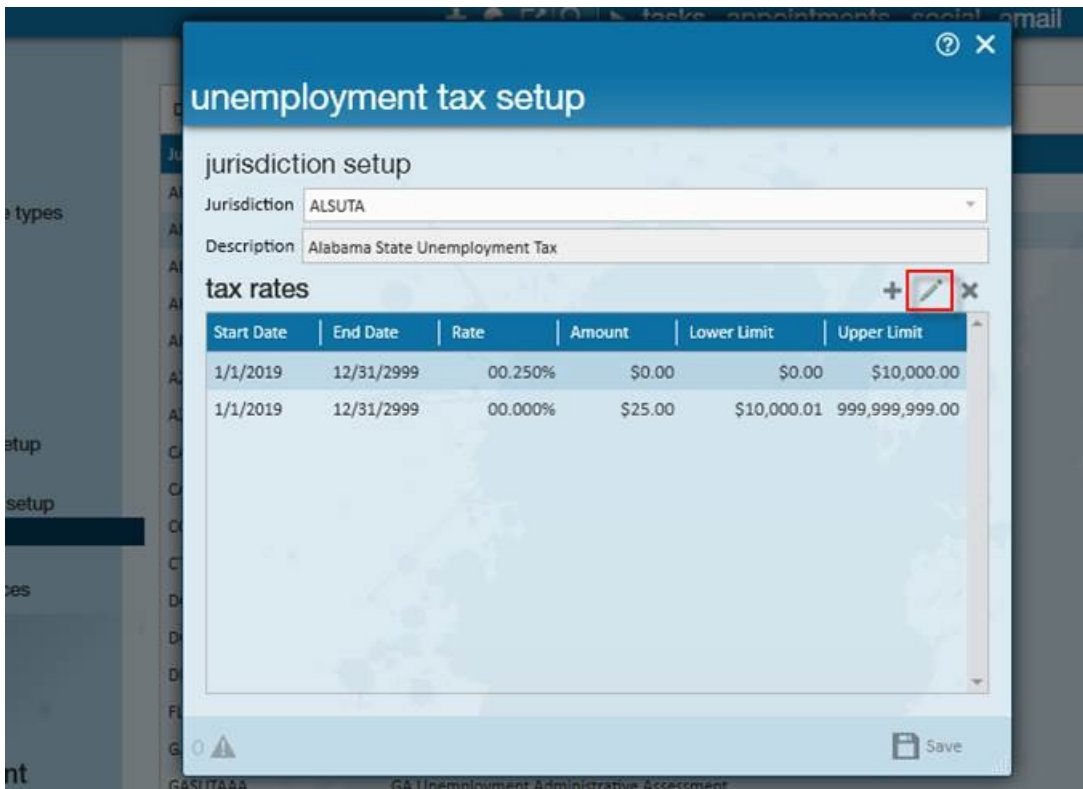 tasks appointments social email
unemployment tax setup
jurisdiction setup
Jurisdiction ALSUTA
Description Alabama State Unemployment Tax
tax rates
Start Date End Date Rate Amount Lower Limit Upper Limit
1/1/2019 12/31/2999 00.250% $0.00 $0.00 $10,000.00
1/1/2019 12/31/2999 00.000% $25.00 $10,000.01 999,999,999.00
0
Save
types
etup
setup
nt
GASUTAAA GA Unemployment Administrative Assessment